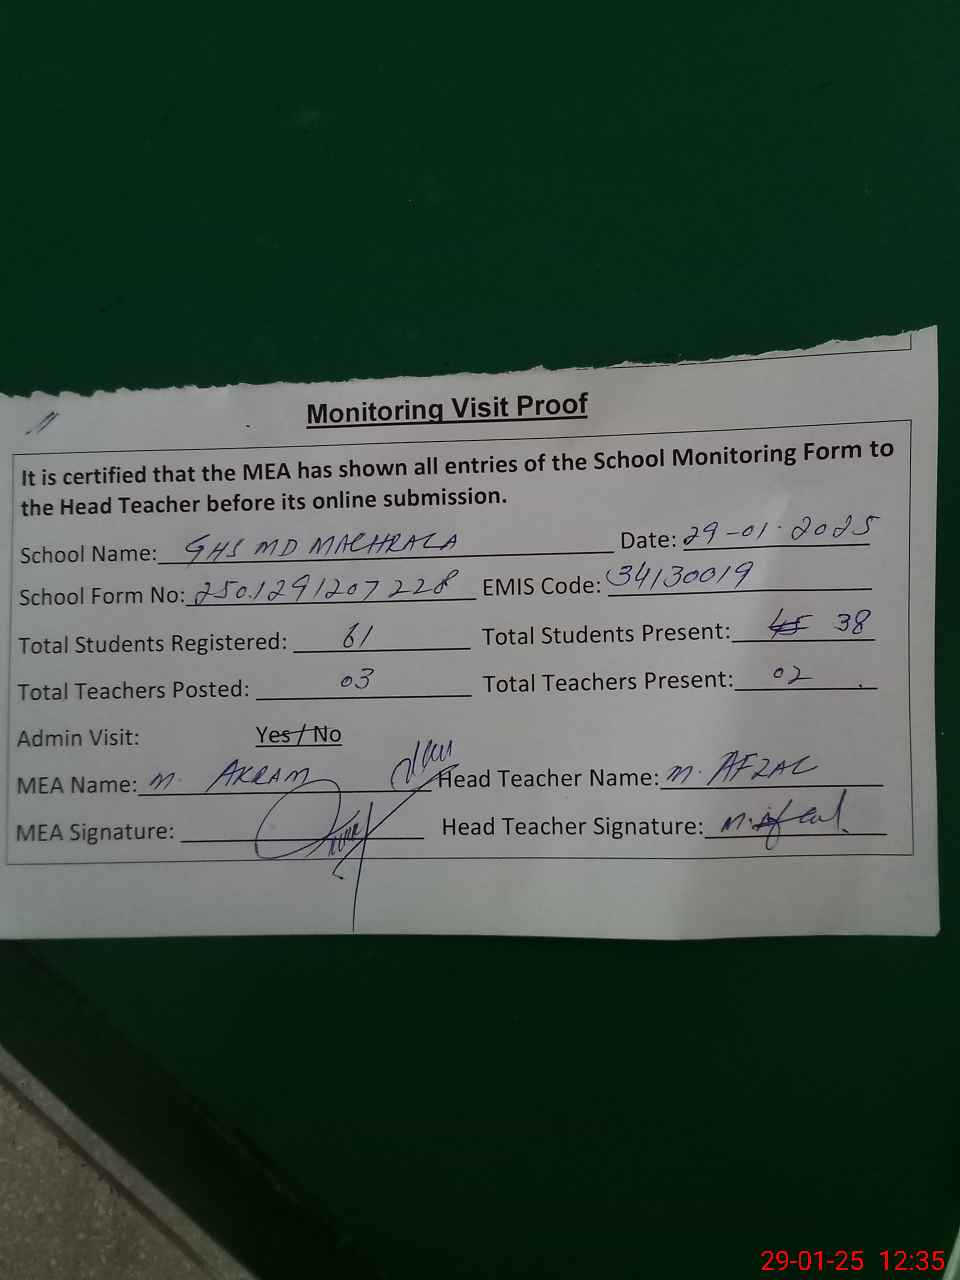 Monitoring Visit Proof
It is certified that the MEA has shown all entries of the School Monitoring Form to
the Head Teacher before its online submission.
School Name: GHS MD MACHRALA Date: 29-01-2025
School Form No: 2501291207228 EMIS Code: 34130019
Total Students Registered: 61 Total Students Present: 45 38
Total Teachers Posted: 03 Total Teachers Present: 02
Admin Visit: Yes / No
MEA Name: M. AKRAM Head Teacher Name: M. AFZAL
MEA Signature: Head Teacher Signature: M. Afzal
29-01-25 12:35